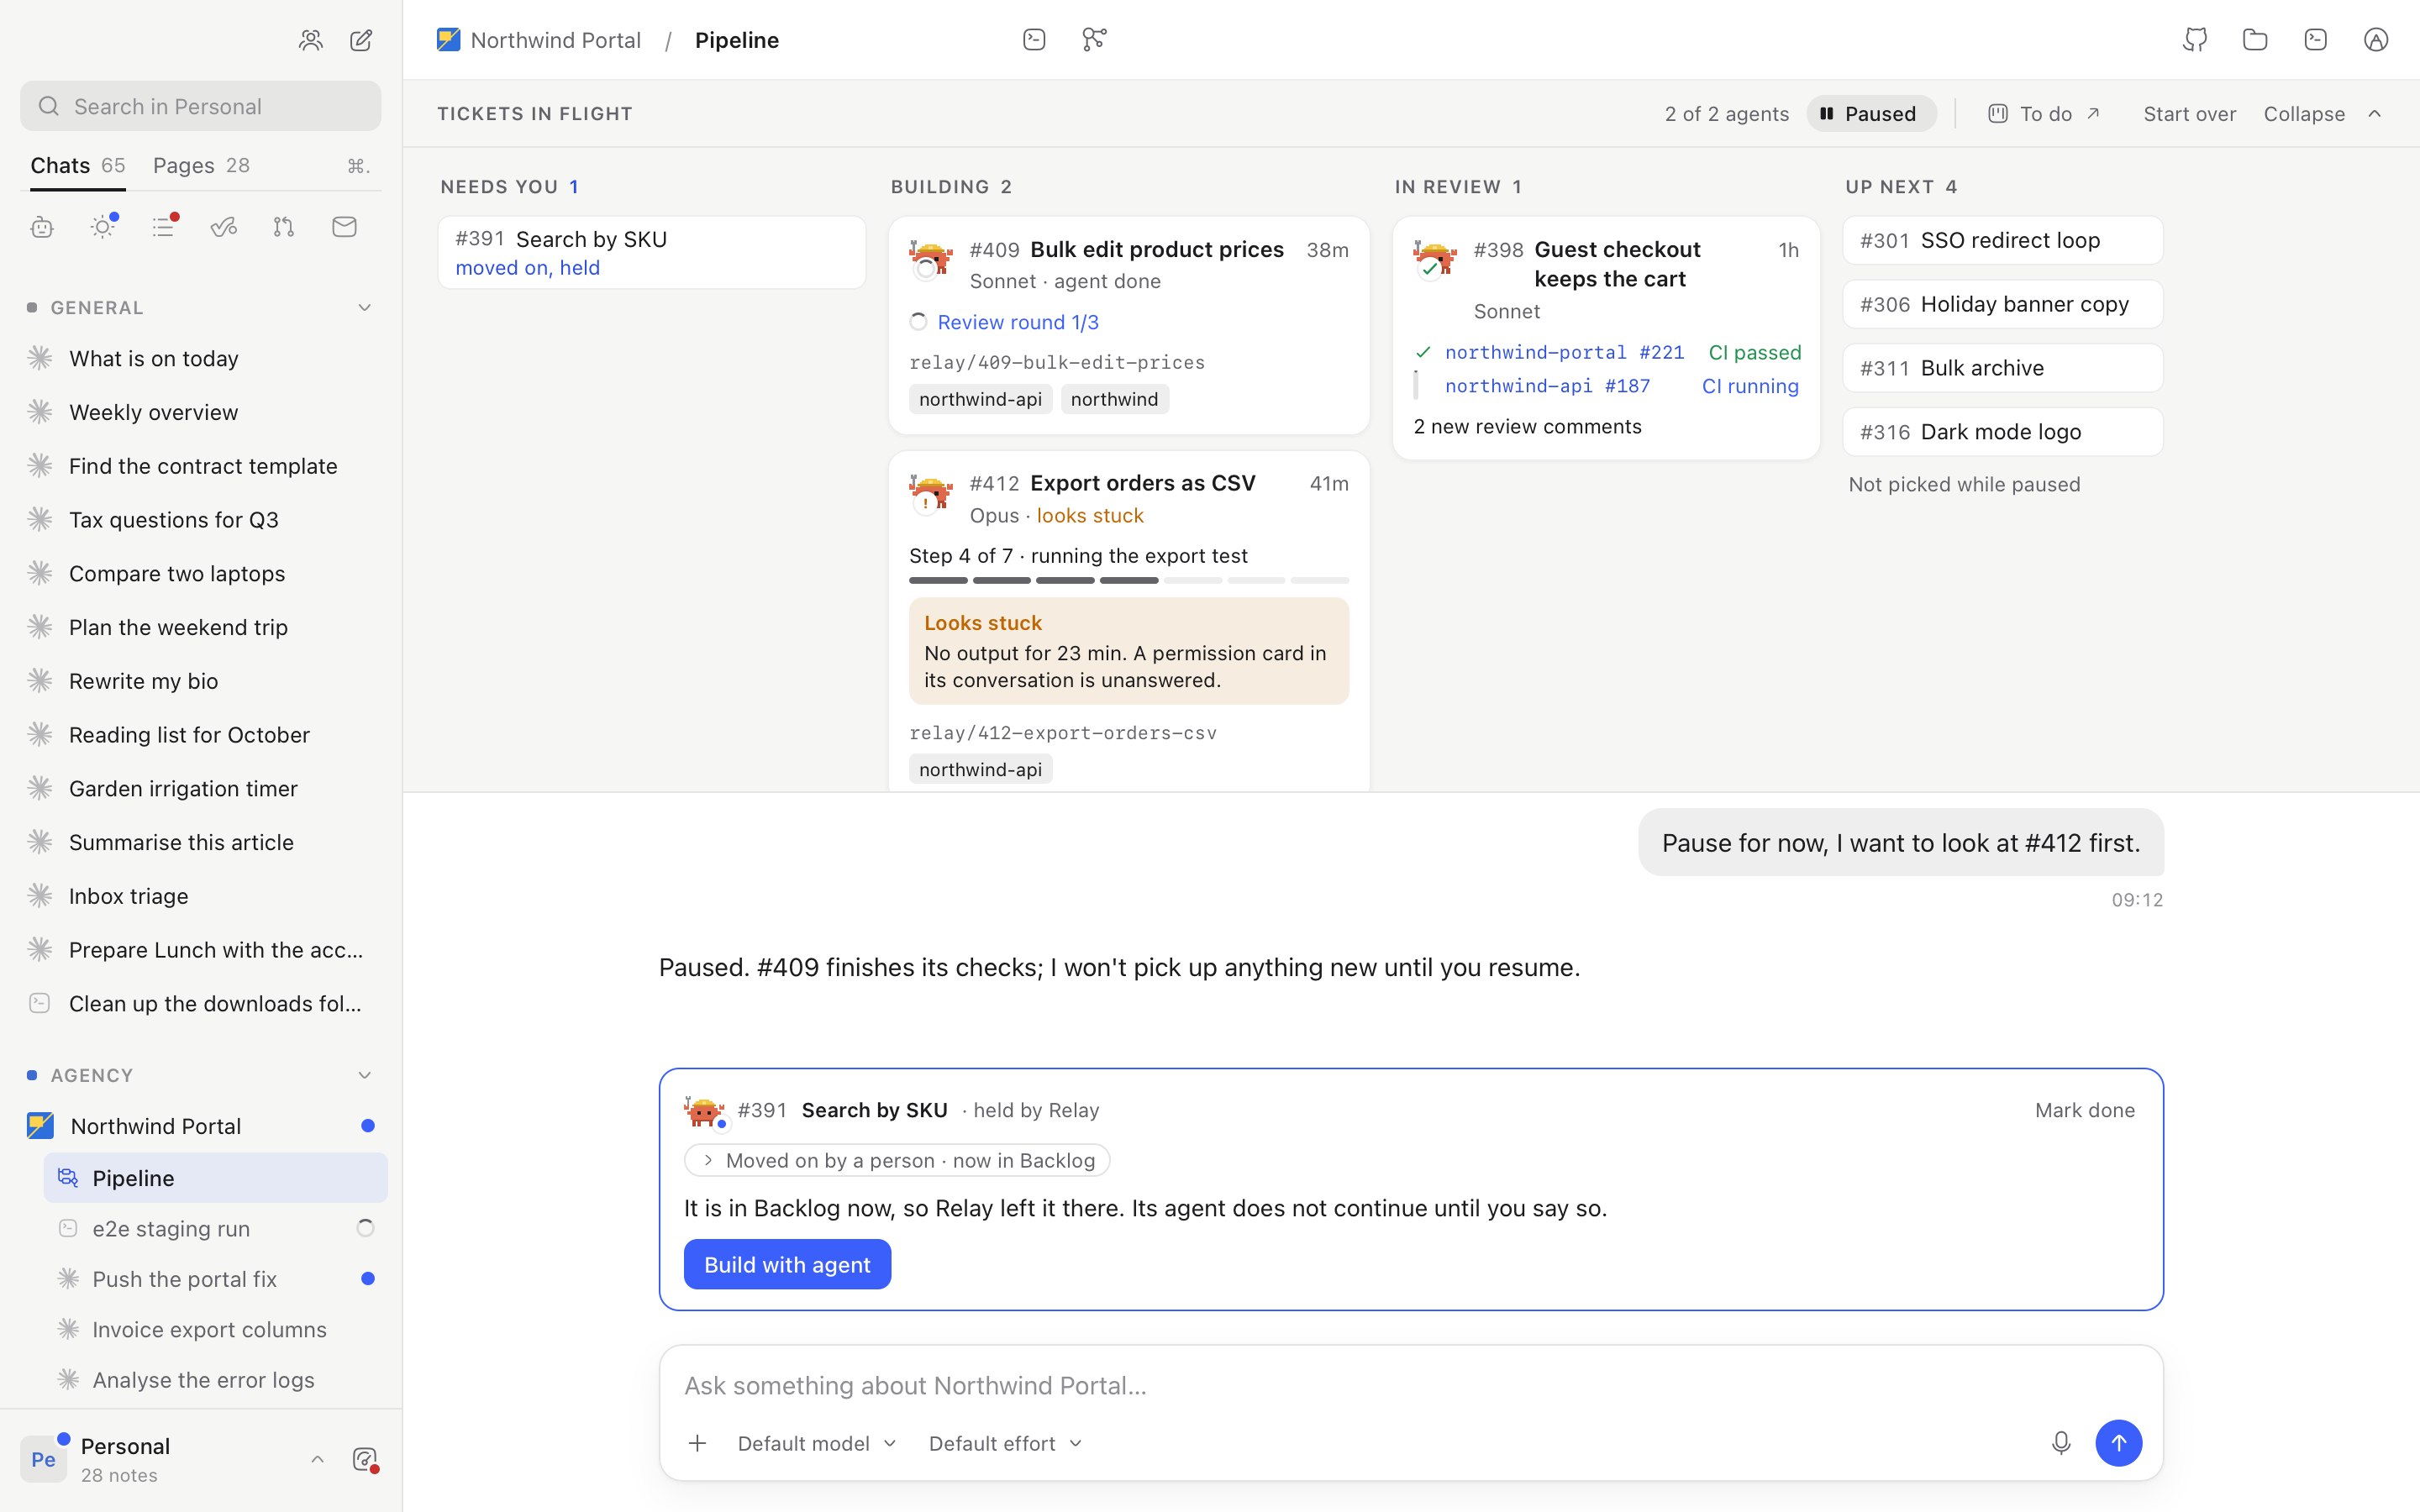 Search in Personal
Chats 65 Pages 28 ⌘.
GENERAL
What is on today
Weekly overview
Find the contract template
Tax questions for Q3
Compare two laptops
Plan the weekend trip
Rewrite my bio
Reading list for October
Garden irrigation timer
Summarise this article
Inbox triage
Prepare Lunch with the acc...
Clean up the downloads fol...
AGENCY
Northwind Portal
Pipeline
e2e staging run
Push the portal fix
Invoice export columns
Analyse the error logs
Pe
Personal
28 notes
Northwind Portal / Pipeline
TICKETS IN FLIGHT
2 of 2 agents Paused To do Start over Collapse
NEEDS YOU 1
#391 Search by SKU
moved on, held
BUILDING 2
#409 Bulk edit product prices 38m
Sonnet · agent done
Review round 1/3
relay/409-bulk-edit-prices
northwind-api northwind
#412 Export orders as CSV 41m
Opus · looks stuck
Step 4 of 7 · running the export test
Looks stuck
No output for 23 min. A permission card in
its conversation is unanswered.
relay/412-export-orders-csv
northwind-api
IN REVIEW 1
#398 Guest checkout 1h
keeps the cart
Sonnet
northwind-portal #221 CI passed
northwind-api #187 CI running
2 new review comments
UP NEXT 4
#301 SSO redirect loop
#306 Holiday banner copy
#311 Bulk archive
#316 Dark mode logo
Not picked while paused
Pause for now, I want to look at #412 first.
09:12
Paused. #409 finishes its checks; I won't pick up anything new until you resume.
#391 Search by SKU · held by Relay Mark done
Moved on by a person · now in Backlog
It is in Backlog now, so Relay left it there. Its agent does not continue until you say so.
Build with agent
Ask something about Northwind Portal...
Default model Default effort